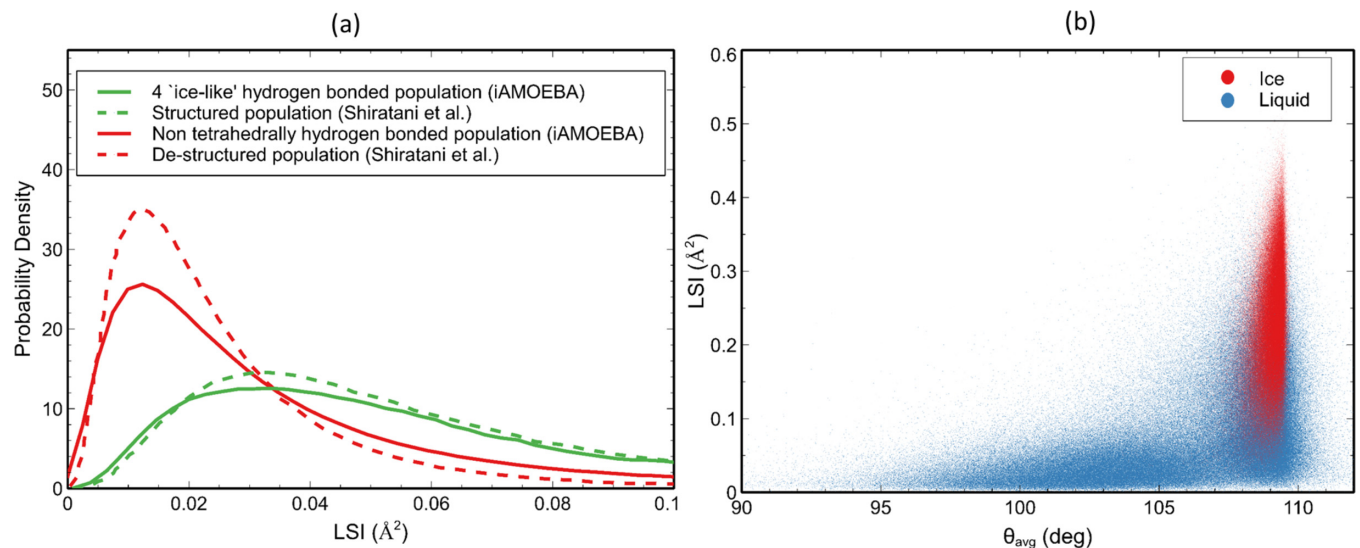 (a)
50
40
30
20
10
0
0
0.02
0.04
0.06
0.08
0.1
Probability Density
LSI (Å²)
4 `ice-like' hydrogen bonded population (iAMOEBA)
Structured population (Shiratani et al.)
Non tetrahedrally hydrogen bonded population (iAMOEBA)
De-structured population (Shiratani et al.)
(b)
0.6
0.5
0.4
0.3
0.2
0.1
0
90
95
100
105
110
LSI (Å²)
θavg (deg)
Ice
Liquid